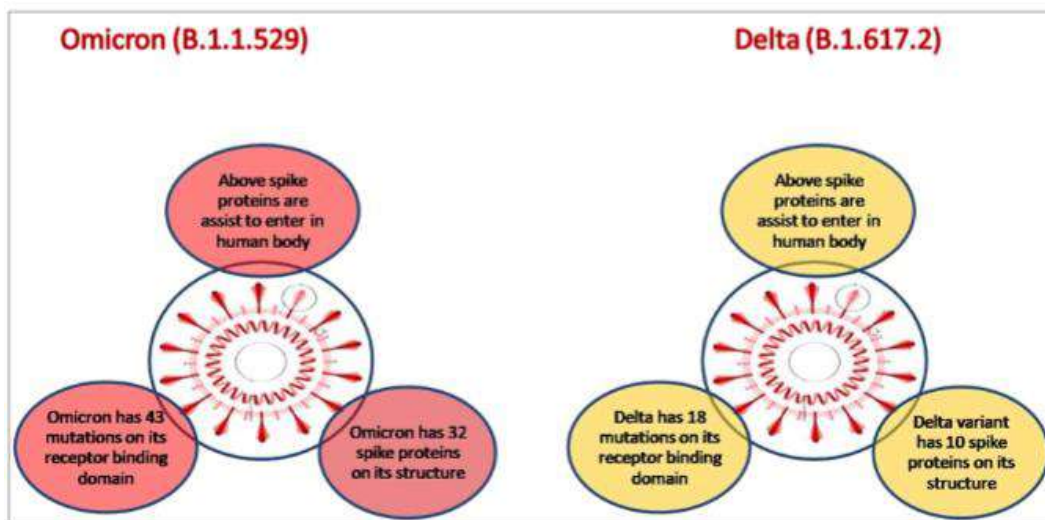 Omicron (B.1.1.529)
Delta (B.1.617.2)
Above spike
proteins are
assist to enter in
human body
Above spike
proteins are
assist to enter in
human body
Omicron has 43
mutations on its
receptor binding
domain
Omicron has 32
spike proteins
on its structure
Delta has 18
mutations on its
receptor binding
domain
Delta variant
has 10 spike
proteins on its
structure